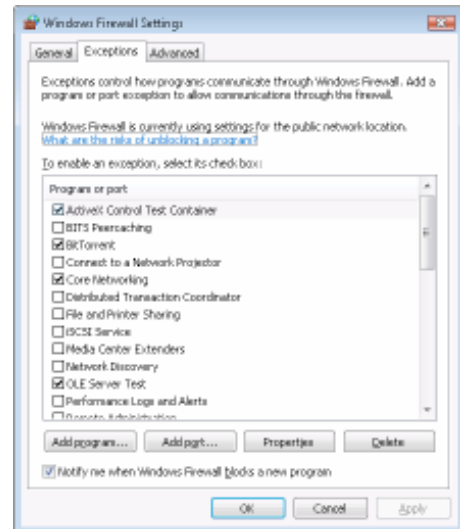 Windows Firewall Settings
General Exceptions Advanced
Exceptions control how programs communicate through Windows Firewall. Add a
program or port exception to allow communications through the firewall.
Windows Firewall is currently using settings for the public network location.
What are the risks of unblocking a program?
To enable an exception, select its check box:
Program or port
ActiveX Control Test Container
BITS Peercaching
BitTorrent
Connect to a Network Projector
Core Networking
Distributed Transaction Coordinator
File and Printer Sharing
iSCSI Service
Media Center Extenders
Network Discovery
OLE Server Test
Performance Logs and Alerts
Remote Administration
Add program... Add port... Properties Delete
Notify me when Windows Firewall blocks a new program
OK Cancel Apply